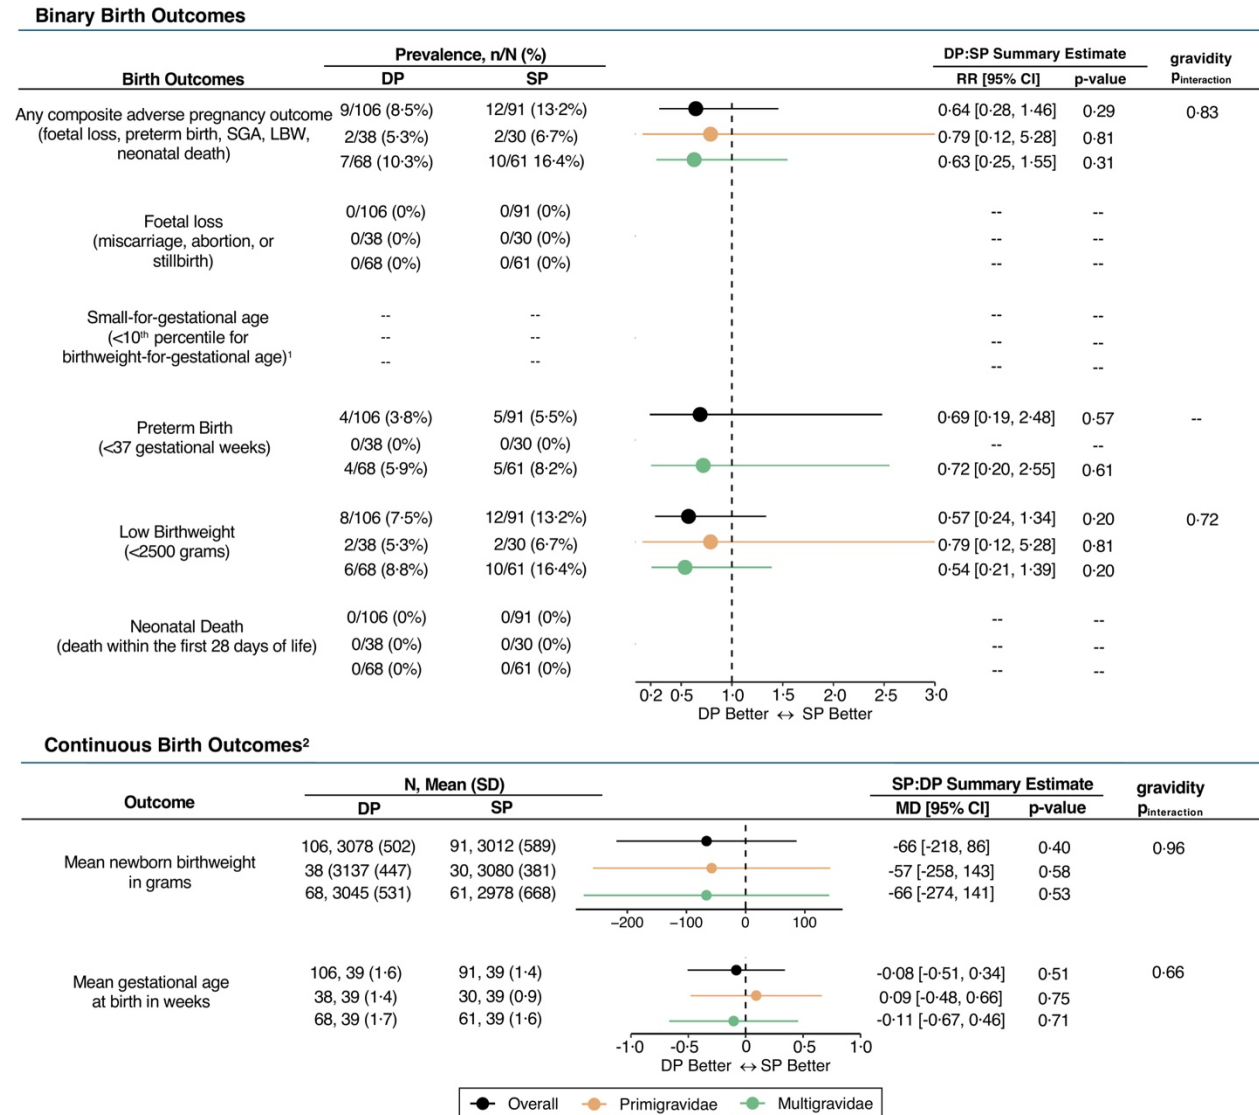 Binary Birth Outcomes
Prevalence, n/N (%) DP:SP Summary Estimate gravidity
Birth Outcomes DP SP RR [95% CI] p-value pinteraction
Any composite adverse pregnancy outcome 9/106 (8·5%) 12/91 (13·2%) 0·64 [0·28, 1·46] 0·29 0·83
(foetal loss, preterm birth, SGA, LBW, 2/38 (5·3%) 2/30 (6·7%) 0·79 [0·12, 5·28] 0·81
neonatal death) 7/68 (10·3%) 10/61 16·4%) 0·63 [0·25, 1·55] 0·31
0/106 (0%) 0/91 (0%) -- --
Foetal loss
(miscarriage, abortion, or 0/38 (0%) 0/30 (0%) -- --
stillbirth) 0/68 (0%) 0/61 (0%) -- --
Small-for-gestational age -- -- -- --
(<10th percentile for -- -- -- --
birthweight-for-gestational age)1 -- -- -- --
4/106 (3·8%) 5/91 (5·5%) 0·69 [0·19, 2·48] 0·57 --
Preterm Birth
(<37 gestational weeks) 0/38 (0%) 0/30 (0%) -- --
4/68 (5·9%) 5/61 (8·2%) 0·72 [0·20, 2·55] 0·61
8/106 (7·5%) 12/91 (13·2%) 0·57 [0·24, 1·34] 0·20 0·72
Low Birthweight
(<2500 grams) 2/38 (5·3%) 2/30 (6·7%) 0·79 [0·12, 5·28] 0·81
6/68 (8·8%) 10/61 (16·4%) 0·54 [0·21, 1·39] 0·20
0/106 (0%) 0/91 (0%) -- --
Neonatal Death
(death within the first 28 days of life) 0/38 (0%) 0/30 (0%) -- --
0/68 (0%) 0/61 (0%) -- --
0·2 0·5 1·0 1·5 2·0 2·5 3·0
DP Better ↔ SP Better
Continuous Birth Outcomes2
N, Mean (SD) SP:DP Summary Estimate gravidity
Outcome DP SP MD [95% CI] p-value pinteraction
106, 3078 (502) 91, 3012 (589) -66 [-218, 86] 0·40 0·96
Mean newborn birthweight
in grams 38 (3137 (447) 30, 3080 (381) -57 [-258, 143] 0·58
68, 3045 (531) 61, 2978 (668) -66 [-274, 141] 0·53
−200 −100 0 100
106, 39 (1·6) 91, 39 (1·4) -0·08 [-0·51, 0·34] 0·51 0·66
Mean gestational age
at birth in weeks 38, 39 (1·4) 30, 39 (0·9) 0·09 [-0·48, 0·66] 0·75
68, 39 (1·7) 61, 39 (1·6) -0·11 [-0·67, 0·46] 0·71
-1·0 -0·5 0 0·5 1·0
DP Better ↔ SP Better
Overall Primigravidae Multigravidae